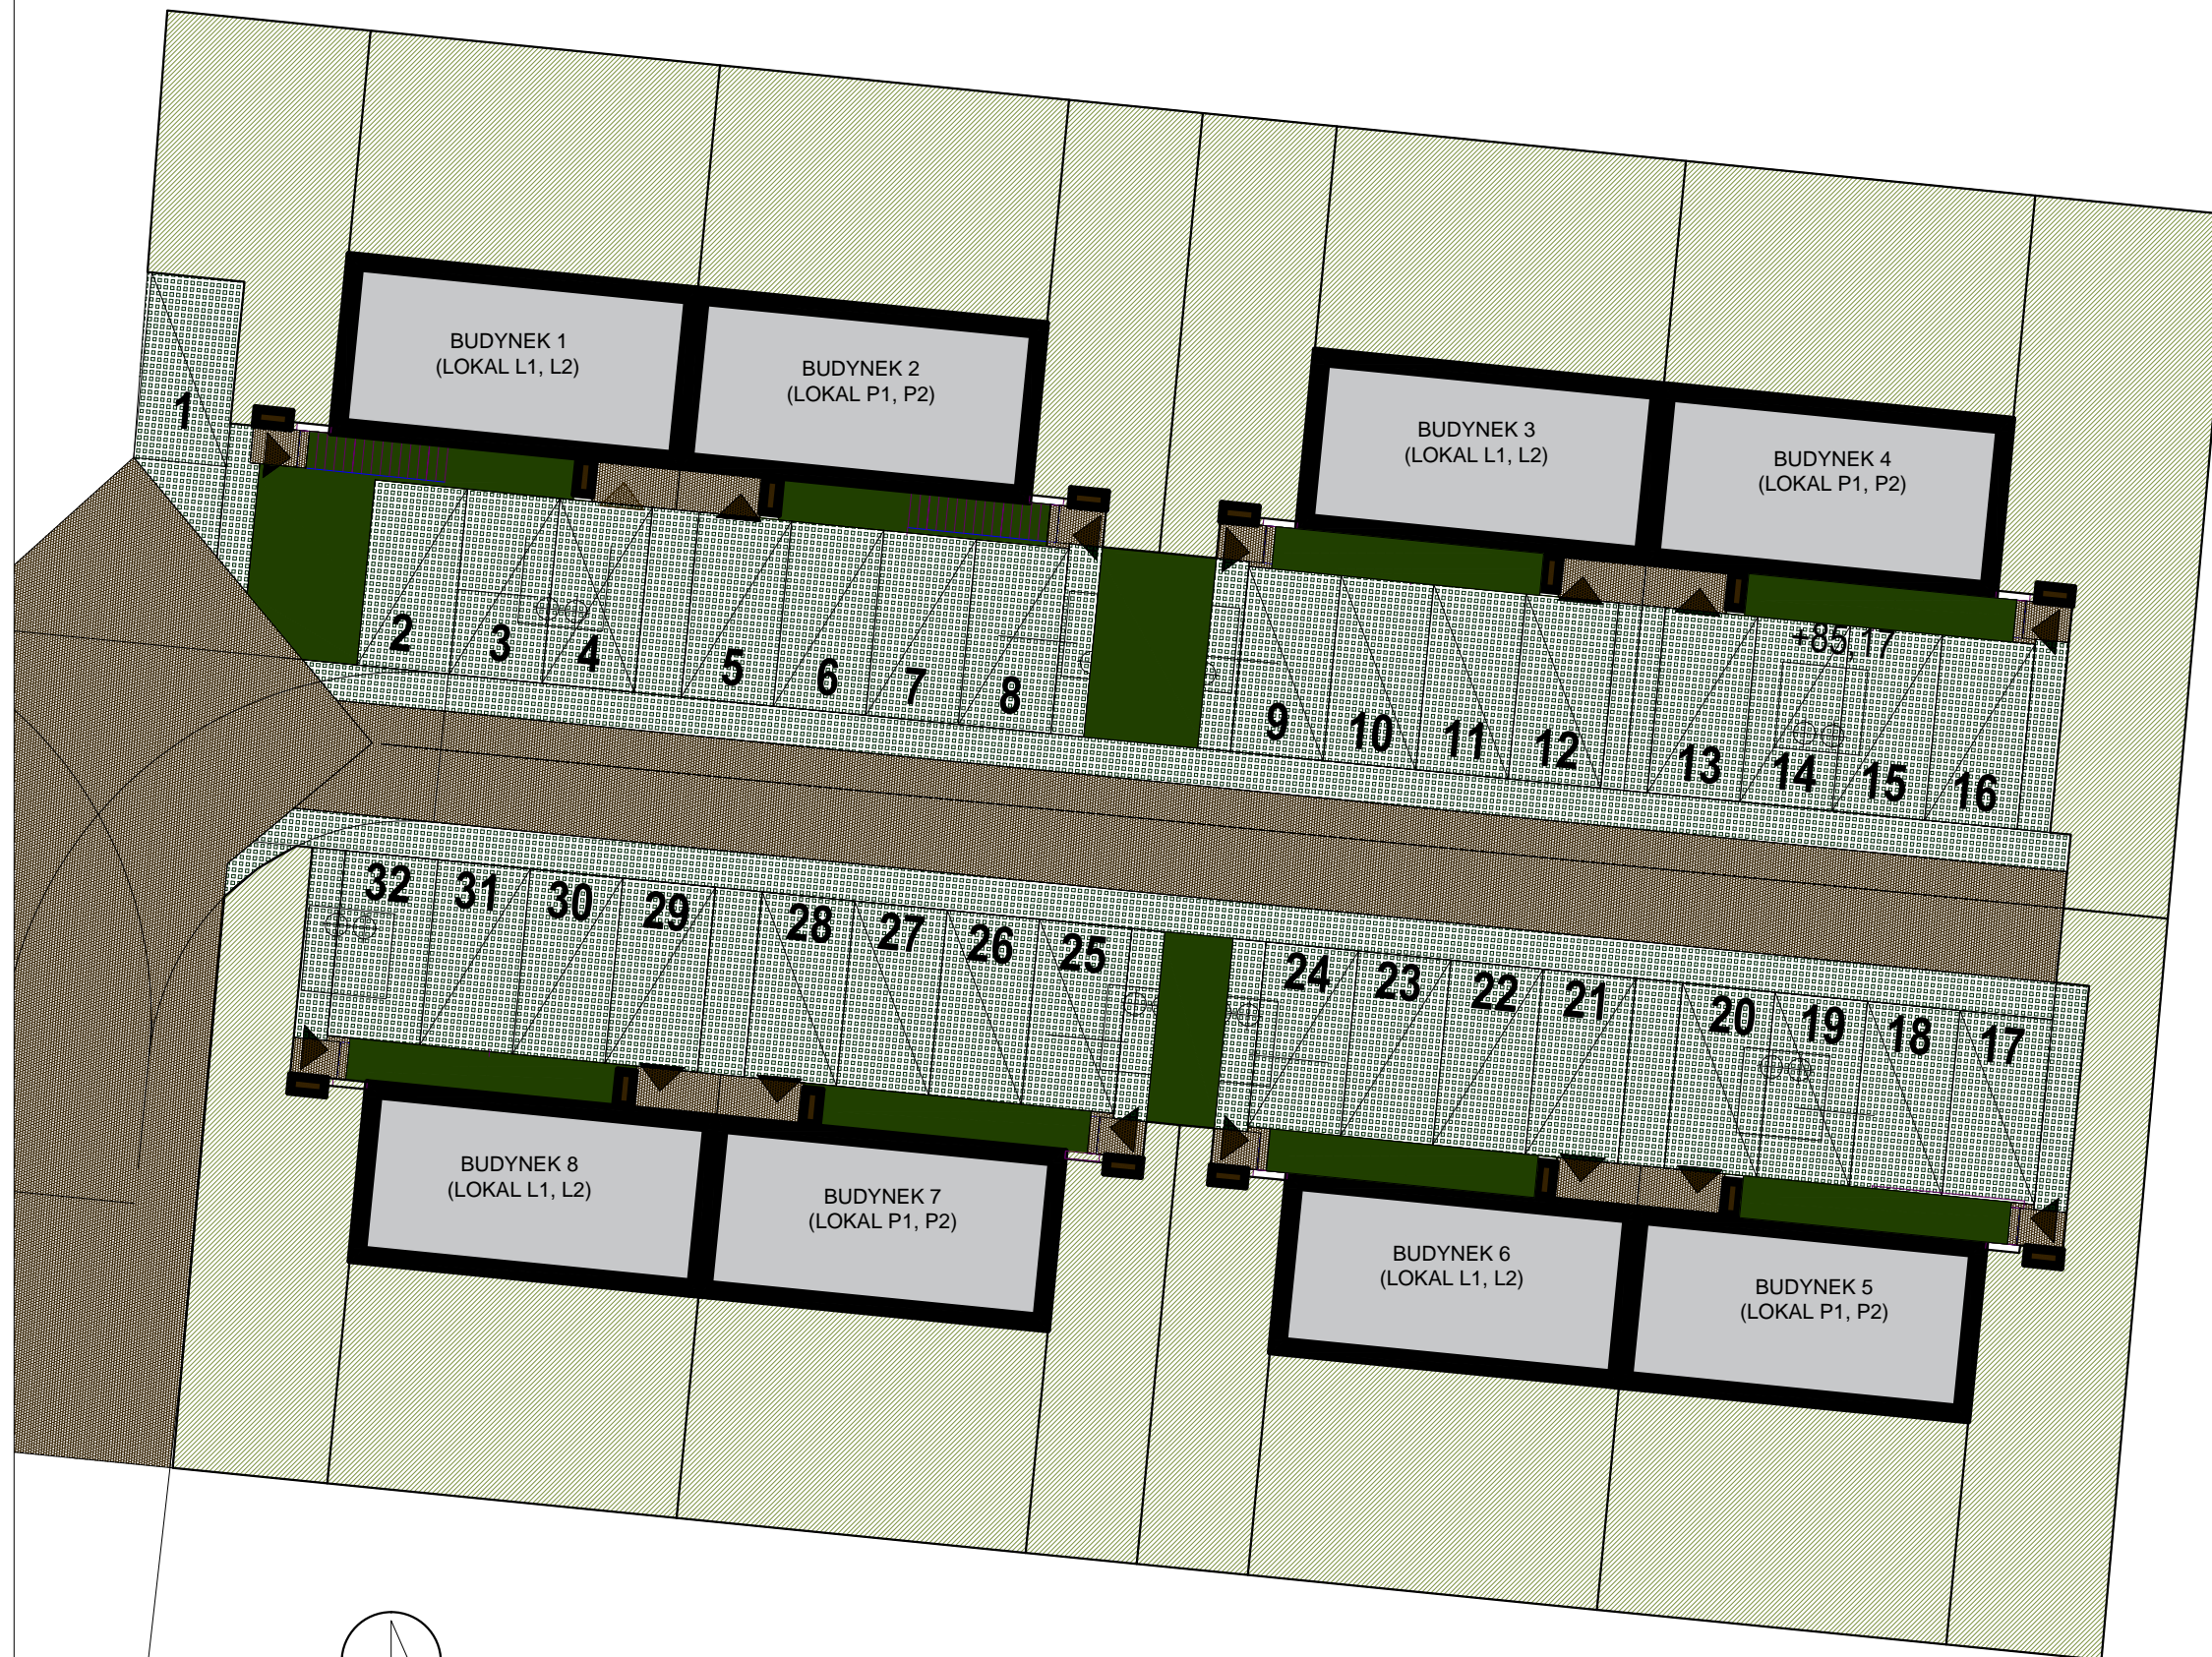 BUDYNEK 1
(LOKAL L1, L2)
BUDYNEK 2
(LOKAL P1, P2)
BUDYNEK 3
(LOKAL L1, L2)
BUDYNEK 4
(LOKAL P1, P2)
1
2
3
4
5
6
7
8
9
10
11
12
13
14
15
16
+85,17
32
31
30
29
28
27
26
25
24
23
22
21
20
19
18
17
BUDYNEK 8
(LOKAL L1, L2)
BUDYNEK 7
(LOKAL P1, P2)
BUDYNEK 6
(LOKAL L1, L2)
BUDYNEK 5
(LOKAL P1, P2)